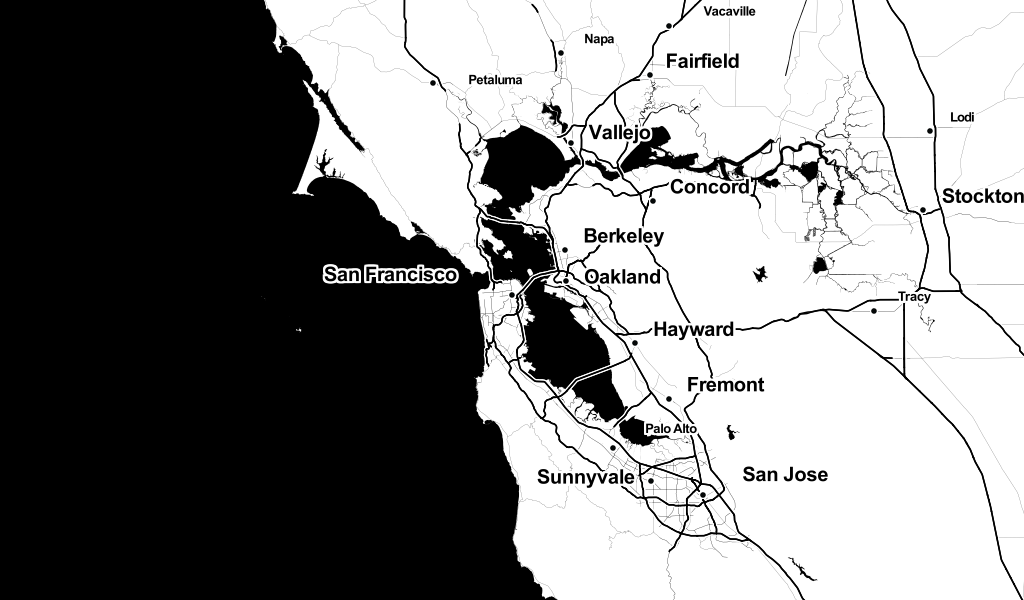 Vacaville
Napa
Fairfield
Petaluma
Lodi
Vallejo
Concord
Stockton
Berkeley
San Francisco
Oakland
Tracy
Hayward
Fremont
Palo Alto
Sunnyvale
San Jose